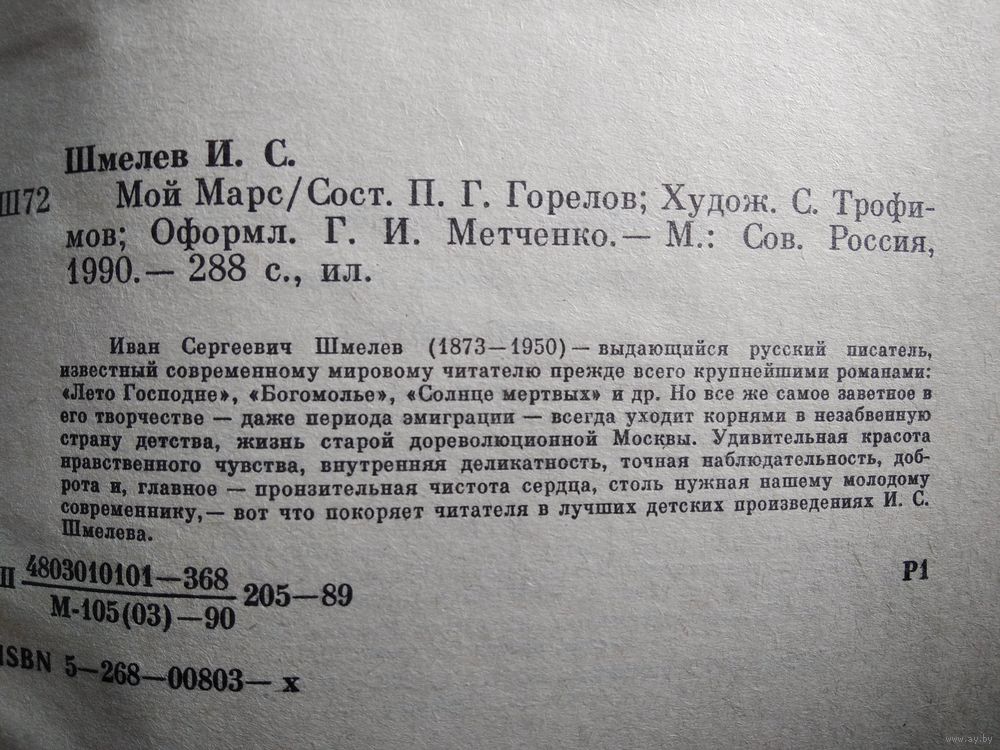 Шмелев И. С.
Ш72 Мой Марс/Сост. П. Г. Горелов; Худож. С. Трофи-
мов; Оформл. Г. И. Метченко.— М.: Сов. Россия,
1990.— 288 с., ил.
Иван Сергеевич Шмелев (1873—1950) — выдающийся русский писатель,
известный современному мировому читателю прежде всего крупнейшими романами:
«Лето Господне», «Богомолье», «Солнце мертвых» и др. Но все же самое заветное в
его творчестве — даже периода эмиграции — всегда уходит корнями в незабвенную
страну детства, жизнь старой дореволюционной Москвы. Удивительная красота
нравственного чувства, внутренняя деликатность, точная наблюдательность, доб-
рота и, главное — пронзительная чистота сердца, столь нужная нашему молодому
современнику,— вот что покоряет читателя в лучших детских произведениях И. С.
Шмелева.
П 4803010101—368
М-105(03)—90
205—89
Р1
ISBN 5—268—00803—х
www.ay.by